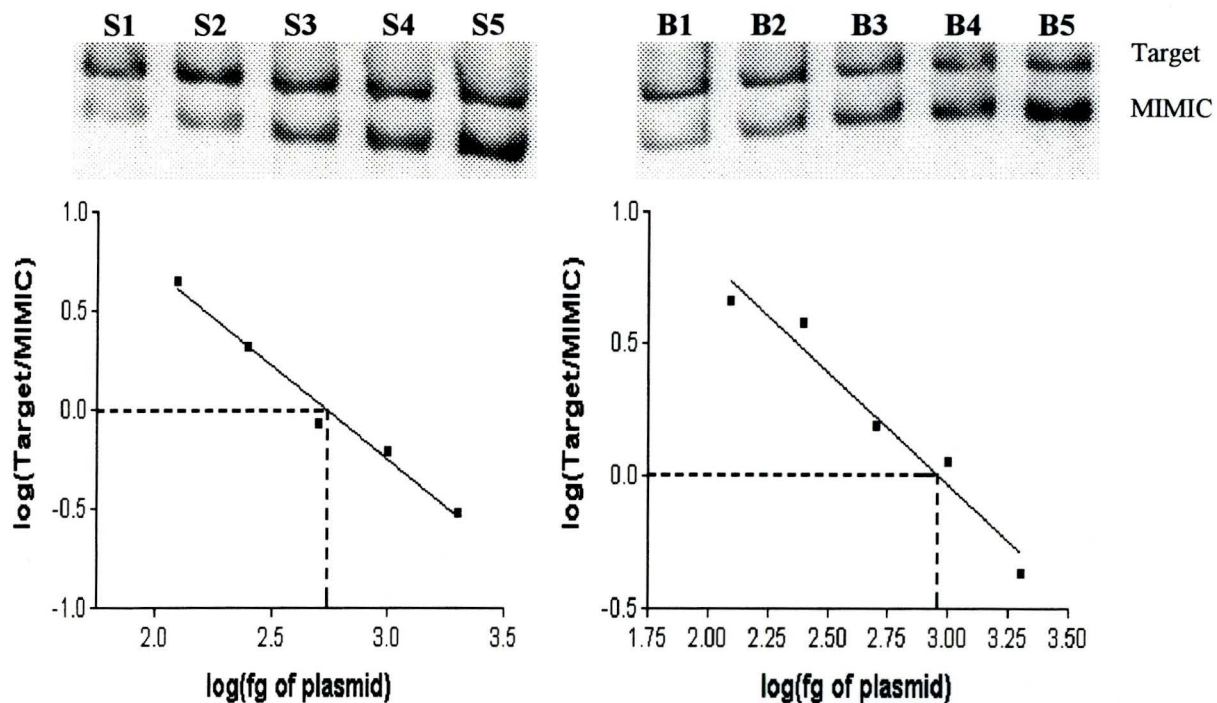 S1 S2 S3 S4 S5
B1 B2 B3 B4 B5
Target
MIMIC
1.0
0.5
0.0
-0.5
-1.0
log(Target/MIMIC)
2.0 2.5 3.0 3.5
log(fg of plasmid)
1.0
0.5
0.0
-0.5
log(Target/MIMIC)
1.75 2.00 2.25 2.50 2.75 3.00 3.25 3.50
log(fg of plasmid)